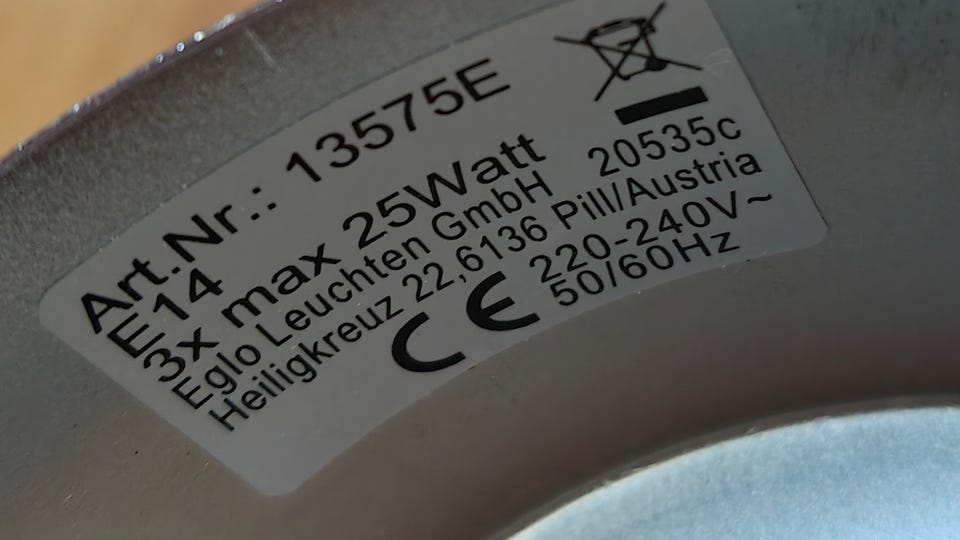 Art.Nr.: 13575E
E14
3x max 25Watt 20535c
Eglo Leuchten GmbH
Heiligkreuz 22,6136 Pill/Austria
CE 220-240V~
50/60Hz